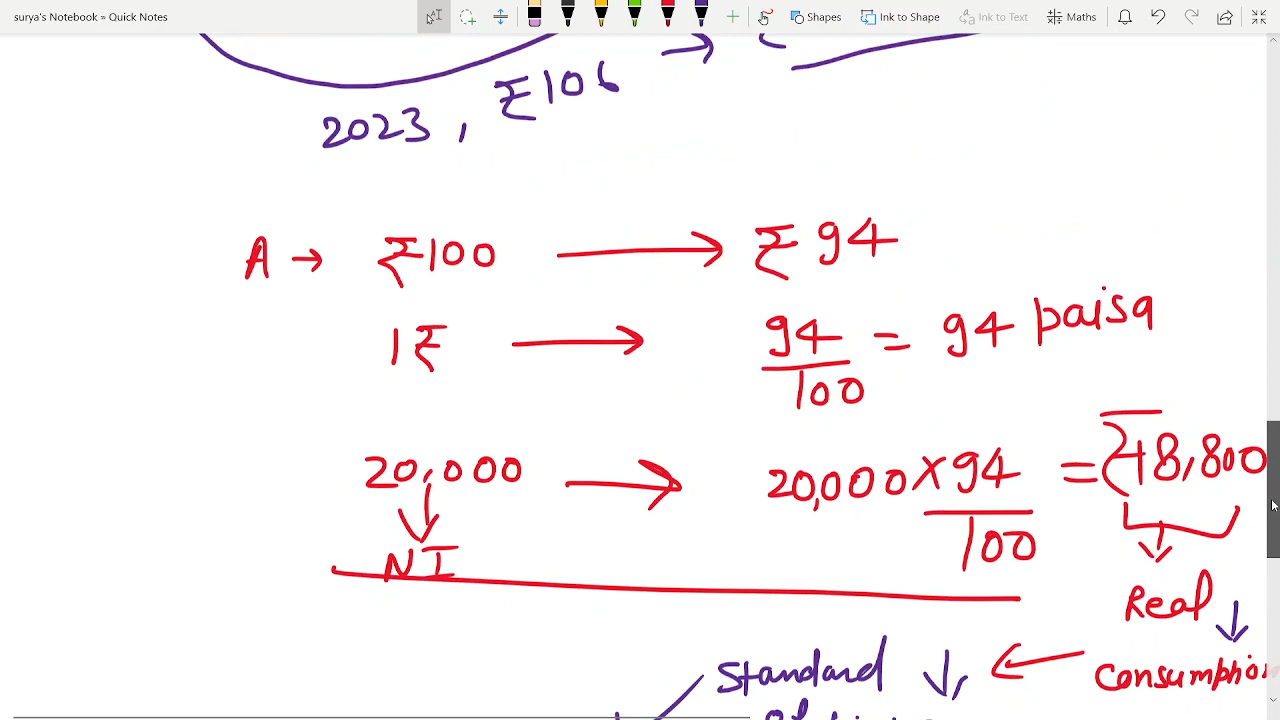 surya's Notebook » Quick Notes
Shapes Ink to Shape Ink to Text Maths
2023, ₹106
A → ₹100 → ₹94
1₹ → 94/100 = 94 paisa
20,000 → 20,000 × 94/100 = ₹18,800
NI
Real ↓
Standard ↓, ← Consumption